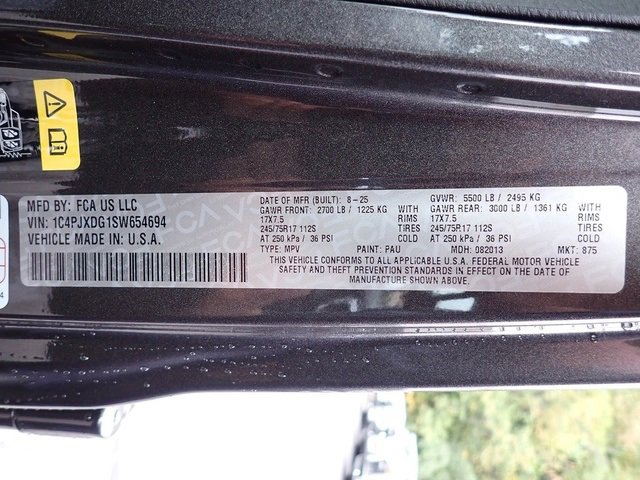 MFD BY: FCA US LLC
VIN: 1C4PJXDG1SW654694
VEHICLE MADE IN U.S.A.
DATE OF MFR (BUILT): 8-25 GVWR: 5500 LB / 2495 KG
GAWR FRONT: 2700 LB / 1225 KG WITH GAWR REAR: 3000 LB / 1361 KG WITH
17X7.5 RIMS 17X7.5 RIMS
245/75R17 112S TIRES 245/75R17 112S TIRES
AT 250 kPa / 36 PSI COLD AT 250 kPa / 36 PSI COLD
TYPE: MPV PAINT: PAU MDH: 082013 MKT: 875
THIS VEHICLE CONFORMS TO ALL APPLICABLE U.S.A. FEDERAL MOTOR VEHICLE
SAFETY AND THEFT PREVENTION STANDARDS IN EFFECT ON THE DATE OF
MANUFACTURE SHOWN ABOVE.